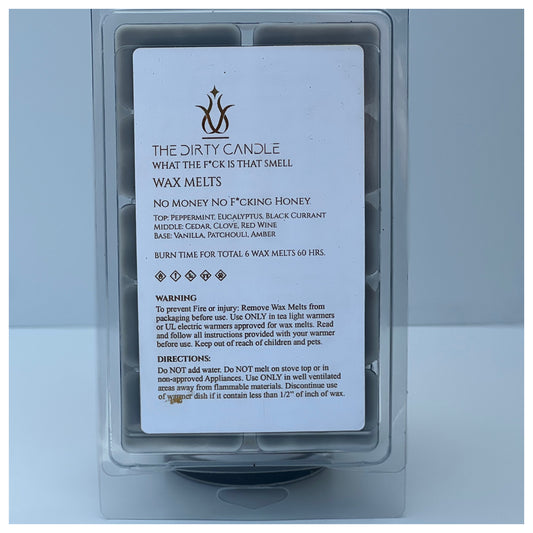 THE DIRTY CANDLE
WHAT THE F*CK IS THAT SMELL
WAX MELTS
NO MONEY NO F*CKING HONEY
TOP: PEPPERMINT, EUCALYPTUS, BLACK CURRANT
MIDDLE: CEDAR, CLOVE, RED WINE
BASE: VANILLA, PATCHOULI, AMBER
BURN TIME FOR TOTAL 6 WAX MELTS 60 HRS.
WARNING
To prevent Fire or injury: Remove Wax Melts from
packaging before use. Use ONLY in tea light warmers
or UL electric warmers approved for wax melts. Read
and follow all instructions provided with your warmer
before use. Keep out of reach of children and pets.
DIRECTIONS:
Do NOT add water. Do NOT melt on stove top or in
non-approved Appliances. Use ONLY in well ventilated
areas away from flammable materials. Discontinue use
of warmer dish if it contain less than 1/2" of inch of wax.